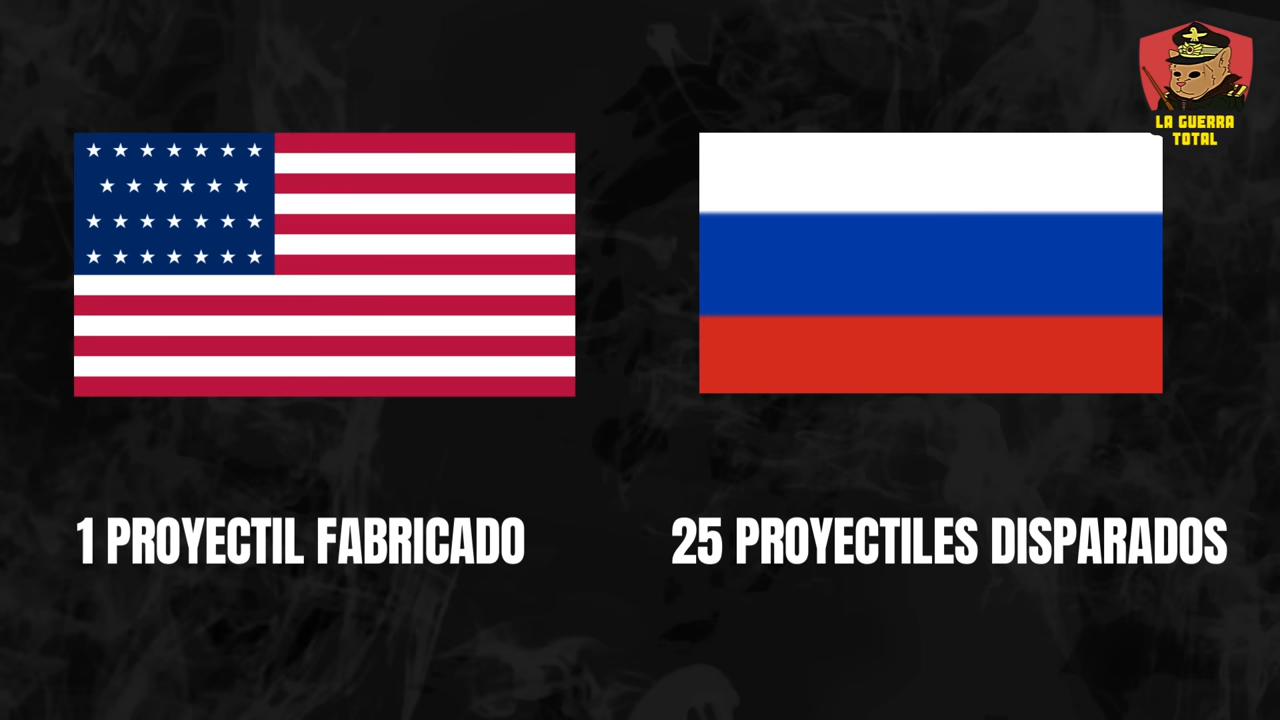 LA GUERRA
TOTAL
1 PROYECTIL FABRICADO
25 PROYECTILES DISPARADOS